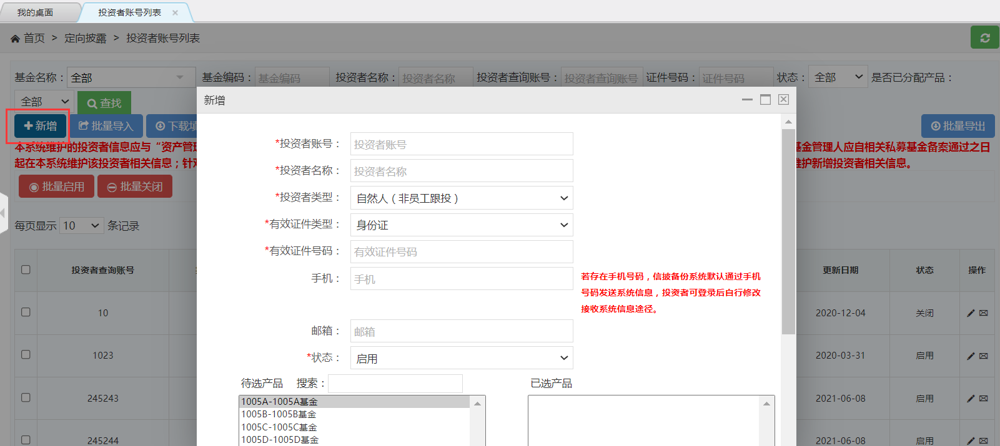 我的桌面 投资者账号列表
首页 > 定向披露 > 投资者账号列表
基金名称： 全部 基金编码： 基金编码 投资者名称： 投资者名称 投资者查询账号： 投资者查询账号 证件号码： 证件号码 状态： 全部 是否已分配产品：
全部 查找
新增 批量导入 下载填 批量导出
本系统维护的投资者信息应与“资产管理 基金管理人应自相关私募基金备案通过之日
起在本系统维护该投资者相关信息；针对 维护新增投资者相关信息。
批量启用 批量关闭
每页显示 10 条记录
投资者查询账号 更新日期 状态 操作
10 2020-12-04 关闭
1023 2020-03-31 启用
245243 2021-06-08 启用
245244 2021-06-08 启用
新增
*投资者账号： 投资者账号
*投资者名称： 投资者名称
*投资者类型： 自然人（非员工跟投）
*有效证件类型： 身份证
*有效证件号码： 有效证件号码
手机： 手机
若存在手机号码，信披备份系统默认通过手机
号码发送系统信息，投资者可登录后自行修改
接收系统信息途径。
邮箱： 邮箱
*状态： 启用
待选产品 搜索： 已选产品
1005A-1005A基金
1005B-1005B基金
1005C-1005C基金
1005D-1005D基金